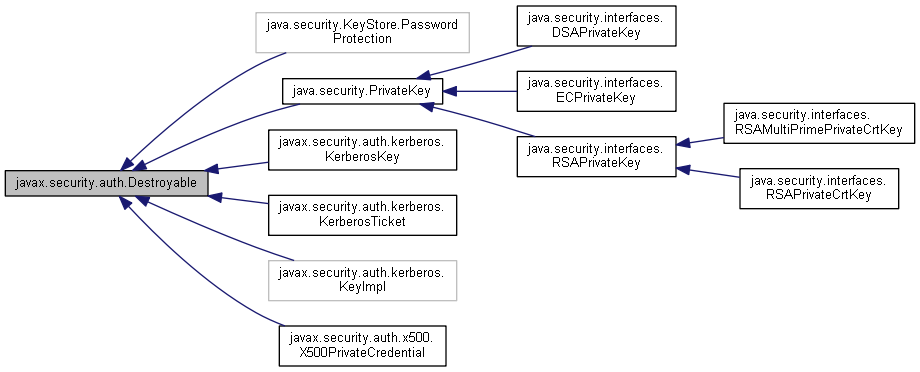 java.security.KeyStore.Password
Protection
java.security.interfaces.
DSAPrivateKey
java.security.PrivateKey
java.security.interfaces.
ECPrivateKey
java.security.interfaces.
RSAMultiPrimePrivateCrtKey
javax.security.auth.kerberos.
KerberosKey
java.security.interfaces.
RSAPrivateKey
javax.security.auth.Destroyable
java.security.interfaces.
RSAPrivateCrtKey
javax.security.auth.kerberos.
KerberosTicket
javax.security.auth.kerberos.
KeyImpl
javax.security.auth.x500.
X500PrivateCredential